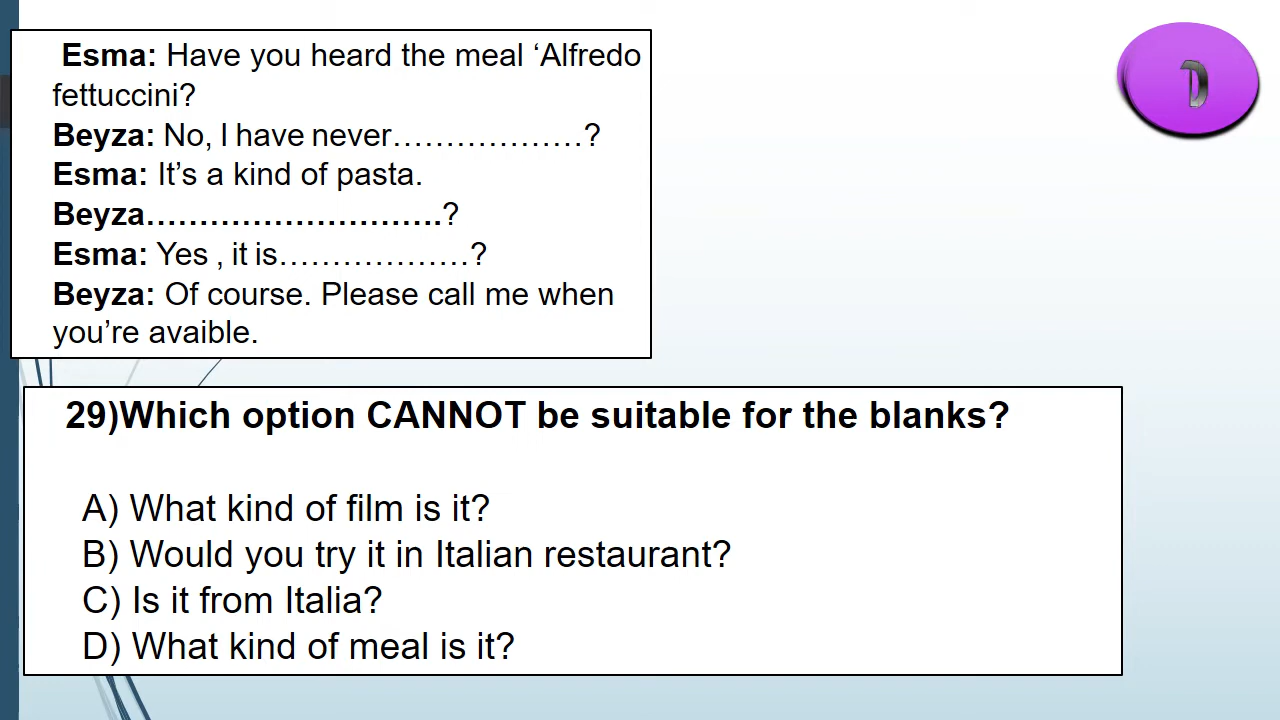 Esma: Have you heard the meal ‘Alfredo
fettuccini?
Beyza: No, I have never………………?
Esma: It’s a kind of pasta.
Beyza……………………….?
Esma: Yes , it is………………?
Beyza: Of course. Please call me when
you’re avaible.
D
29)Which option CANNOT be suitable for the blanks?
A) What kind of film is it?
B) Would you try it in Italian restaurant?
C) Is it from Italia?
D) What kind of meal is it?